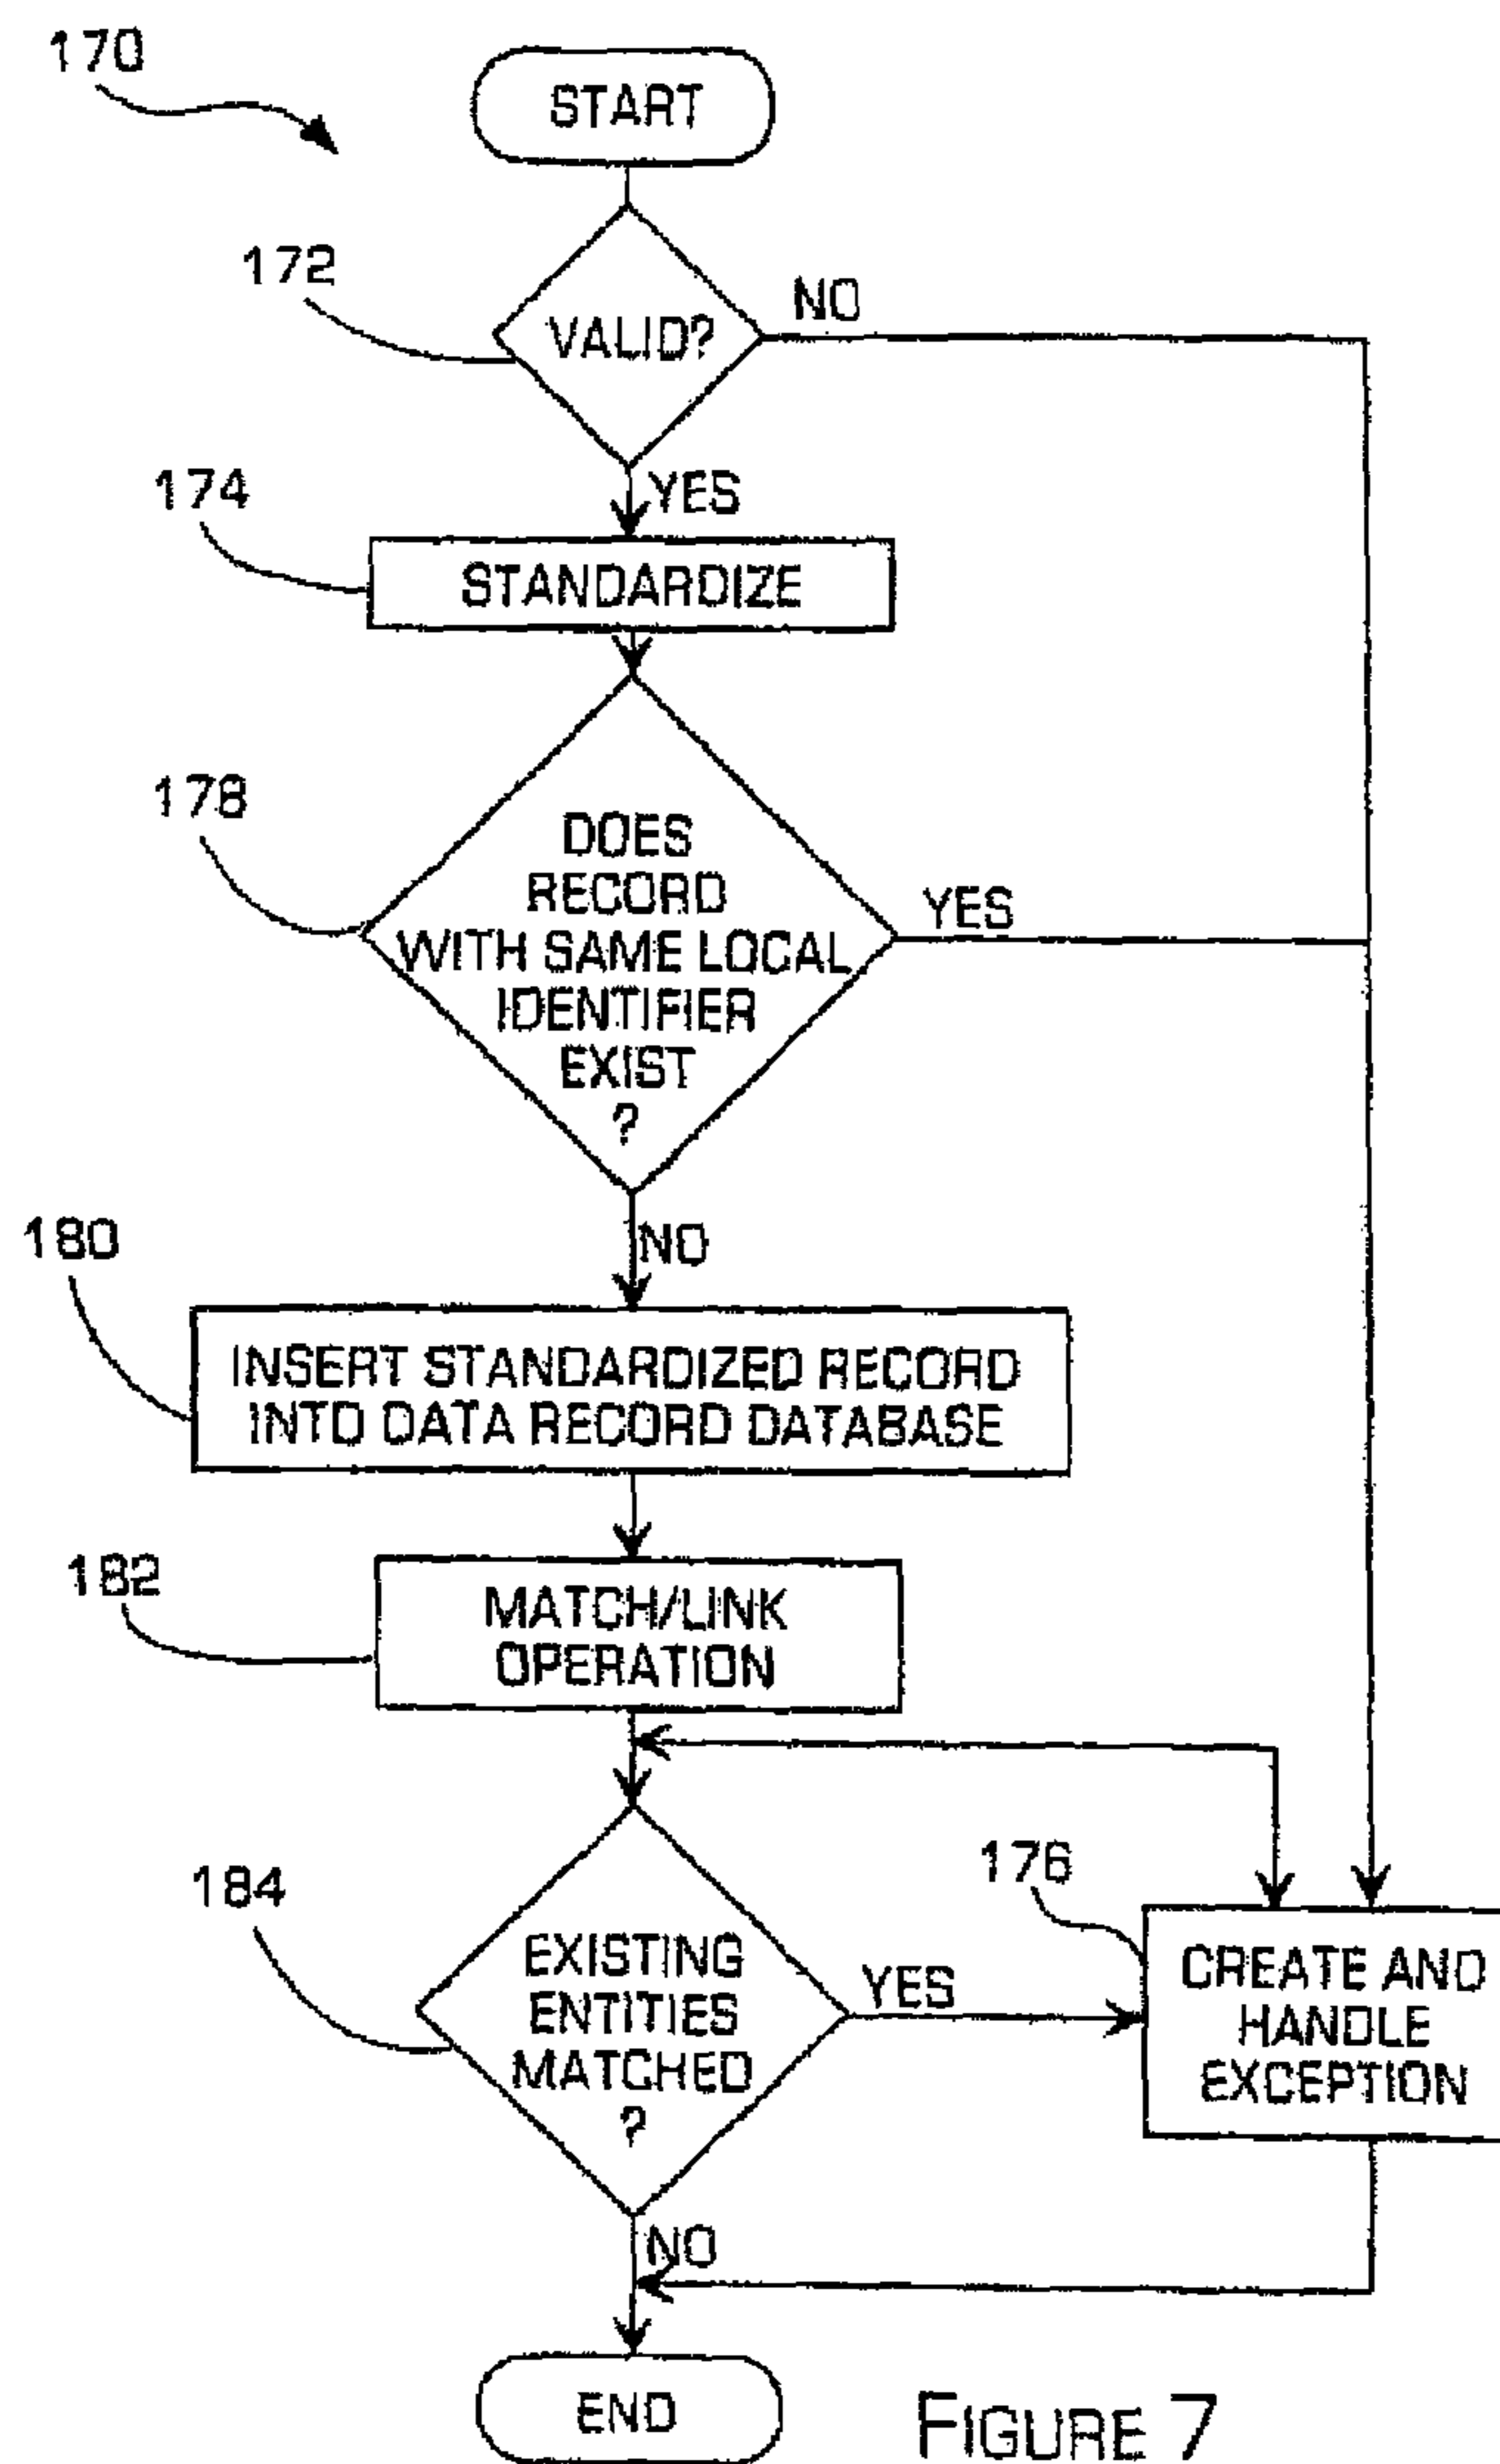 170
START
172
VALID?
NO
YES
174
STANDARDIZE
178
DOES
RECORD
WITH SAME LOCAL
IDENTIFIER
EXIST
?
YES
NO
180
INSERT STANDARDIZED RECORD
INTO DATA RECORD DATABASE
182
MATCH/LINK
OPERATION
184
EXISTING
ENTITIES
MATCHED
?
YES
176
CREATE AND
HANDLE
EXCEPTION
NO
END
FIGURE 7